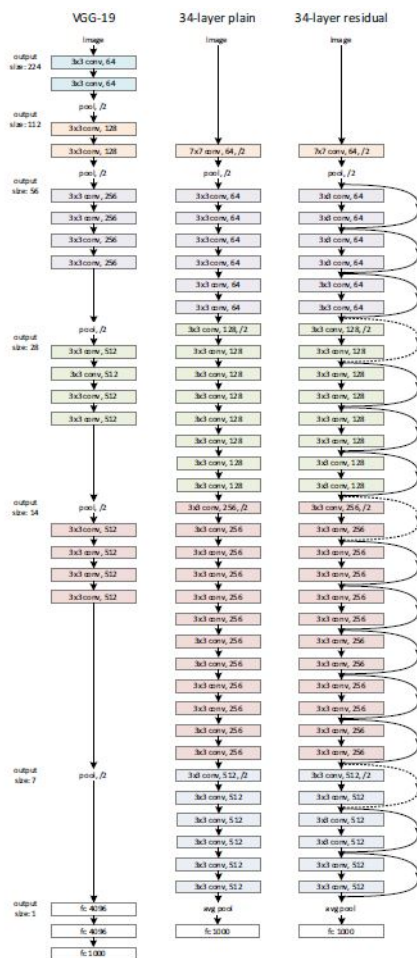 VGG-19
34-layer plain
34-layer residual
output
size: 224
output
size: 112
output
size: 56
output
size: 28
output
size: 14
output
size: 7
output
size: 1
image
3x3 conv, 64
3x3 conv, 64
pool, /2
3x3 conv, 128
3x3 conv, 128
pool, /2
3x3 conv, 256
3x3 conv, 256
3x3 conv, 256
3x3 conv, 256
pool, /2
3x3 conv, 512
3x3 conv, 512
3x3 conv, 512
3x3 conv, 512
pool, /2
3x3 conv, 512
3x3 conv, 512
3x3 conv, 512
3x3 conv, 512
pool, /2
fc 4096
fc 4096
fc 1000
image
7x7 conv, 64, /2
pool, /2
3x3 conv, 64
3x3 conv, 64
3x3 conv, 64
3x3 conv, 64
3x3 conv, 64
3x3 conv, 64
3x3 conv, 128, /2
3x3 conv, 128
3x3 conv, 128
3x3 conv, 128
3x3 conv, 128
3x3 conv, 128
3x3 conv, 128
3x3 conv, 128
3x3 conv, 256, /2
3x3 conv, 256
3x3 conv, 256
3x3 conv, 256
3x3 conv, 256
3x3 conv, 256
3x3 conv, 256
3x3 conv, 256
3x3 conv, 256
3x3 conv, 256
3x3 conv, 256
3x3 conv, 256
3x3 conv, 512, /2
3x3 conv, 512
3x3 conv, 512
3x3 conv, 512
3x3 conv, 512
3x3 conv, 512
avg pool
fc 1000
image
7x7 conv, 64, /2
pool, /2
3x3 conv, 64
3x3 conv, 64
3x3 conv, 64
3x3 conv, 64
3x3 conv, 64
3x3 conv, 64
3x3 conv, 128, /2
3x3 conv, 128
3x3 conv, 128
3x3 conv, 128
3x3 conv, 128
3x3 conv, 128
3x3 conv, 128
3x3 conv, 128
3x3 conv, 256, /2
3x3 conv, 256
3x3 conv, 256
3x3 conv, 256
3x3 conv, 256
3x3 conv, 256
3x3 conv, 256
3x3 conv, 256
3x3 conv, 256
3x3 conv, 256
3x3 conv, 256
3x3 conv, 256
3x3 conv, 512, /2
3x3 conv, 512
3x3 conv, 512
3x3 conv, 512
3x3 conv, 512
3x3 conv, 512
avg pool
fc 1000